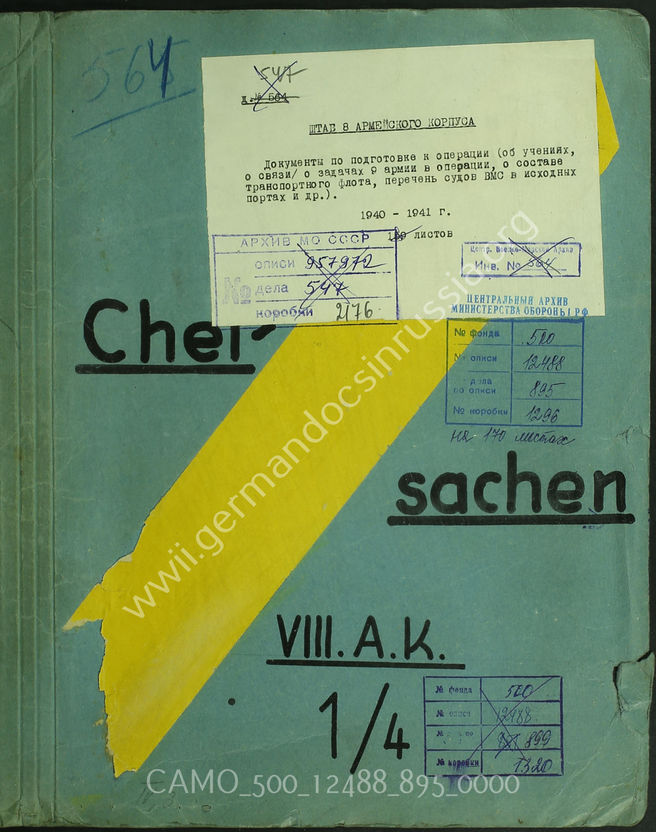 564
547
д.№ 564
ШТАБ 8 АРМЕЙСКОГО КОРПУСА
Документы по подготовке к операции (об учениях,
о связи/ о задачах 9 армии в операции, о составе
транспортного флота, перечень судов ВМС в исходных
портах и др.).
1940 - 1941 г.
листов
АРХИВ МО СССР
№
описи 957972
дела 547
коробки 2176
Инв. № 564
ЦЕНТРАЛЬНЫЙ АРХИВ
МИНИСТЕРСТВА ОБОРОНЫ РФ
№ фонда 500
№ описи 12488
№ дела
по описи 895
№ коробки 1296
на 170 листах
Chef-
sachen
VIII. A. K.
1/4
№ фонда 500
№ описи 12488
899
№ коробки 1320
wwii.germandocsinrussia.org
CAMO_500_12488_895_0000